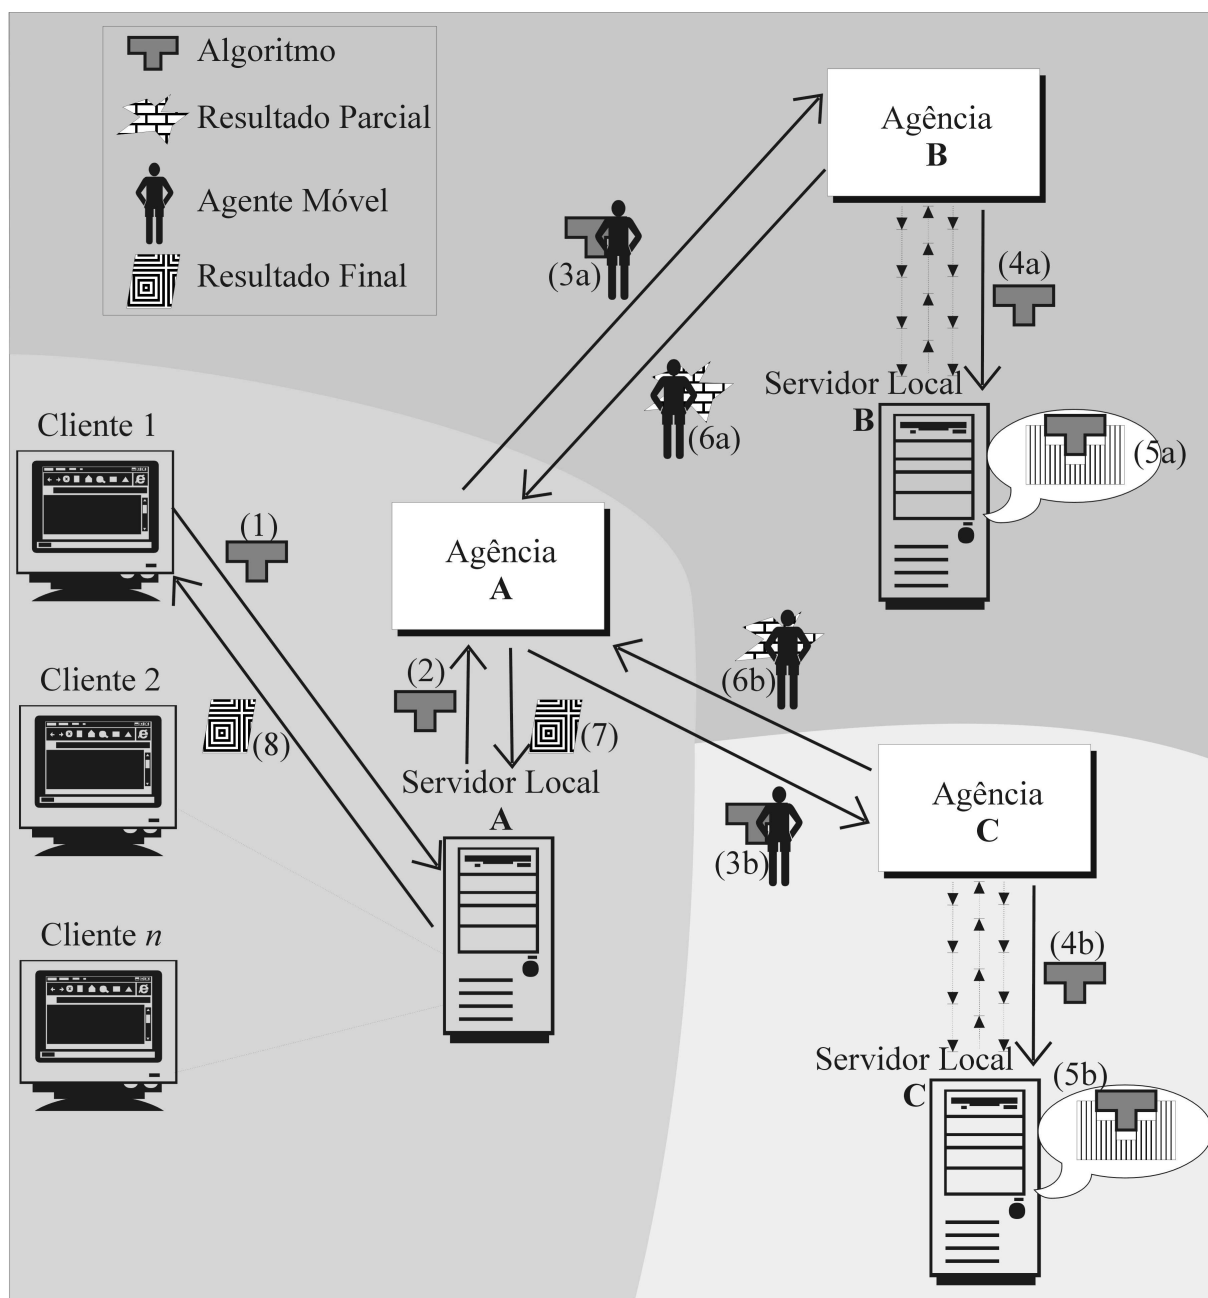 Algoritmo
Resultado Parcial
Agente Móvel
Resultado Final
Agência
B
(3a)
(4a)
Servidor Local
B
(5a)
(6a)
Cliente 1
(1)
Agência
A
(2)
(7)
Cliente 2
(8)
Servidor Local
A
(6b)
Agência
C
(3b)
Cliente n
(4b)
Servidor Local
C
(5b)